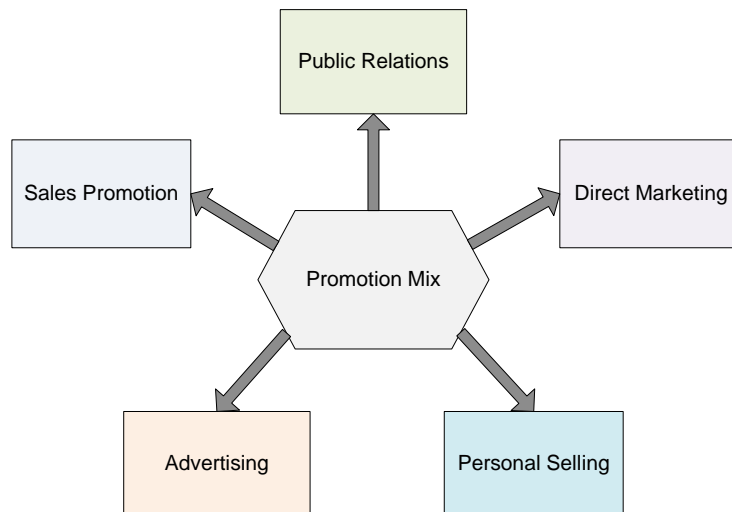 Public Relations
Sales Promotion
Direct Marketing
Promotion Mix
Advertising
Personal Selling